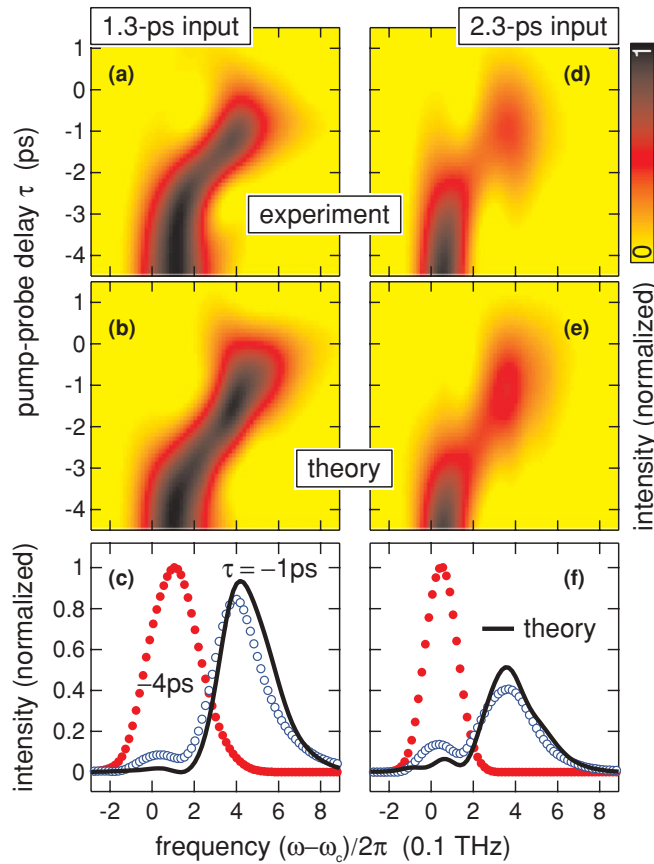 1.3-ps input
2.3-ps input
(a)
(d)
1
0
-1
-2
-3
-4
pump-probe delay τ (ps)
experiment
1
0
intensity (normalized)
(b)
(e)
1
0
-1
-2
-3
-4
theory
(c)
τ = −1ps
−4ps
(f)
theory
1
0.8
0.6
0.4
0.2
0
intensity (normalized)
-2 0 2 4 6 8
-2 0 2 4 6 8
frequency (ω−ωc)/2π (0.1 THz)